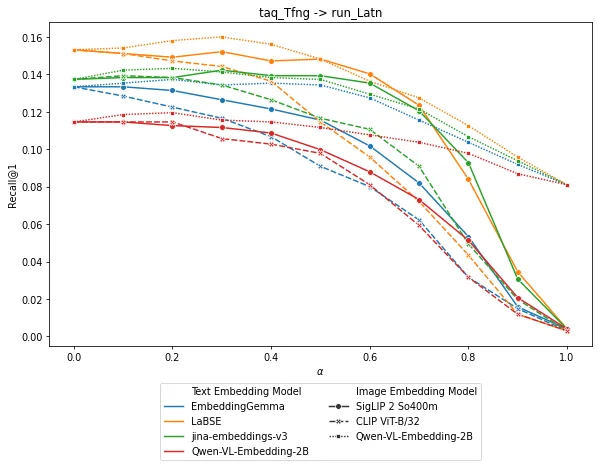 taq_Tfng -> run_Latn
Recall@1
0.16
0.14
0.12
0.10
0.08
0.06
0.04
0.02
0.00
0.0 0.2 0.4 0.6 0.8 1.0
α
Text Embedding Model Image Embedding Model
EmbeddingGemma SigLIP 2 So400m
LaBSE CLIP ViT-B/32
jina-embeddings-v3 Qwen-VL-Embedding-2B
Qwen-VL-Embedding-2B